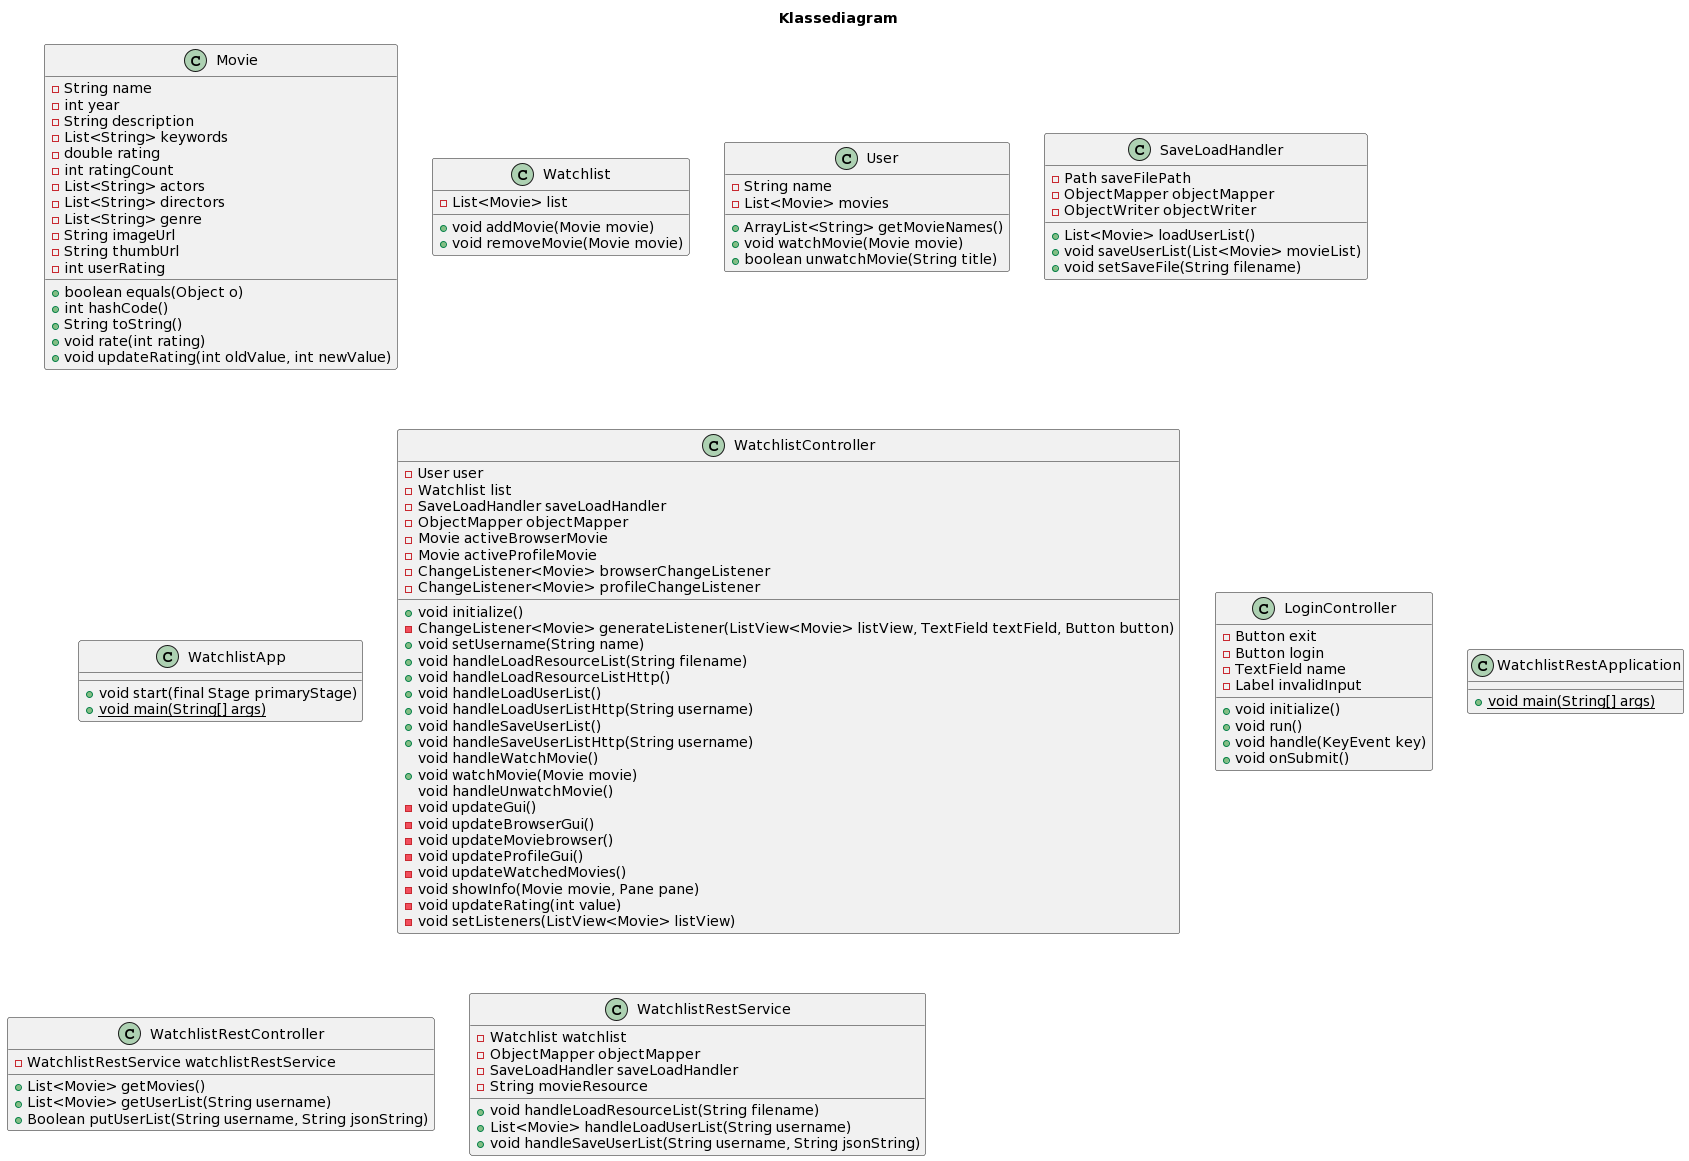 Klassediagram
C Movie
String name
int year
String description
List<String> keywords
double rating
int ratingCount
List<String> actors
List<String> directors
List<String> genre
String imageUrl
String thumbUrl
int userRating
boolean equals(Object o)
int hashCode()
String toString()
void rate(int rating)
void updateRating(int oldValue, int newValue)
C Watchlist
List<Movie> list
void addMovie(Movie movie)
void removeMovie(Movie movie)
C User
String name
List<Movie> movies
ArrayList<String> getMovieNames()
void watchMovie(Movie movie)
boolean unwatchMovie(String title)
C SaveLoadHandler
Path saveFilePath
ObjectMapper objectMapper
ObjectWriter objectWriter
List<Movie> loadUserList()
void saveUserList(List<Movie> movieList)
void setSaveFile(String filename)
C WatchlistApp
void start(final Stage primaryStage)
void main(String[] args)
C WatchlistController
User user
Watchlist list
SaveLoadHandler saveLoadHandler
ObjectMapper objectMapper
Movie activeBrowserMovie
Movie activeProfileMovie
ChangeListener<Movie> browserChangeListener
ChangeListener<Movie> profileChangeListener
void initialize()
ChangeListener<Movie> generateListener(ListView<Movie> listView, TextField textField, Button button)
void setUsername(String name)
void handleLoadResourceList(String filename)
void handleLoadResourceListHttp()
void handleLoadUserList()
void handleLoadUserListHttp(String username)
void handleSaveUserList()
void handleSaveUserListHttp(String username)
void handleWatchMovie()
void watchMovie(Movie movie)
void handleUnwatchMovie()
void updateGui()
void updateBrowserGui()
void updateMoviebrowser()
void updateProfileGui()
void updateWatchedMovies()
void showInfo(Movie movie, Pane pane)
void updateRating(int value)
void setListeners(ListView<Movie> listView)
C LoginController
Button exit
Button login
TextField name
Label invalidInput
void initialize()
void run()
void handle(KeyEvent key)
void onSubmit()
C WatchlistRestApplication
void main(String[] args)
C WatchlistRestController
WatchlistRestService watchlistRestService
List<Movie> getMovies()
List<Movie> getUserList(String username)
Boolean putUserList(String username, String jsonString)
C WatchlistRestService
Watchlist watchlist
ObjectMapper objectMapper
SaveLoadHandler saveLoadHandler
String movieResource
void handleLoadResourceList(String filename)
List<Movie> handleLoadUserList(String username)
void handleSaveUserList(String username, String jsonString)